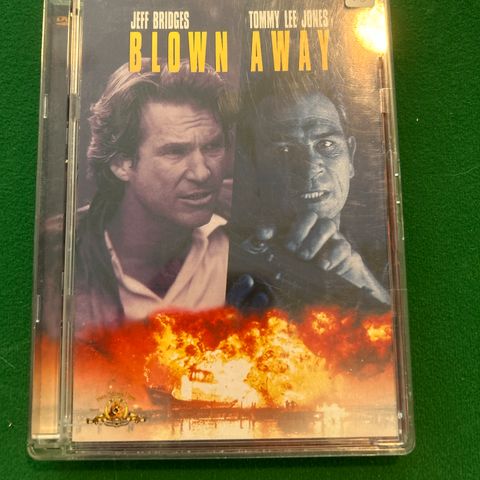 JEFF BRIDGES TOMMY LEE JONES
BLOWN AWAY